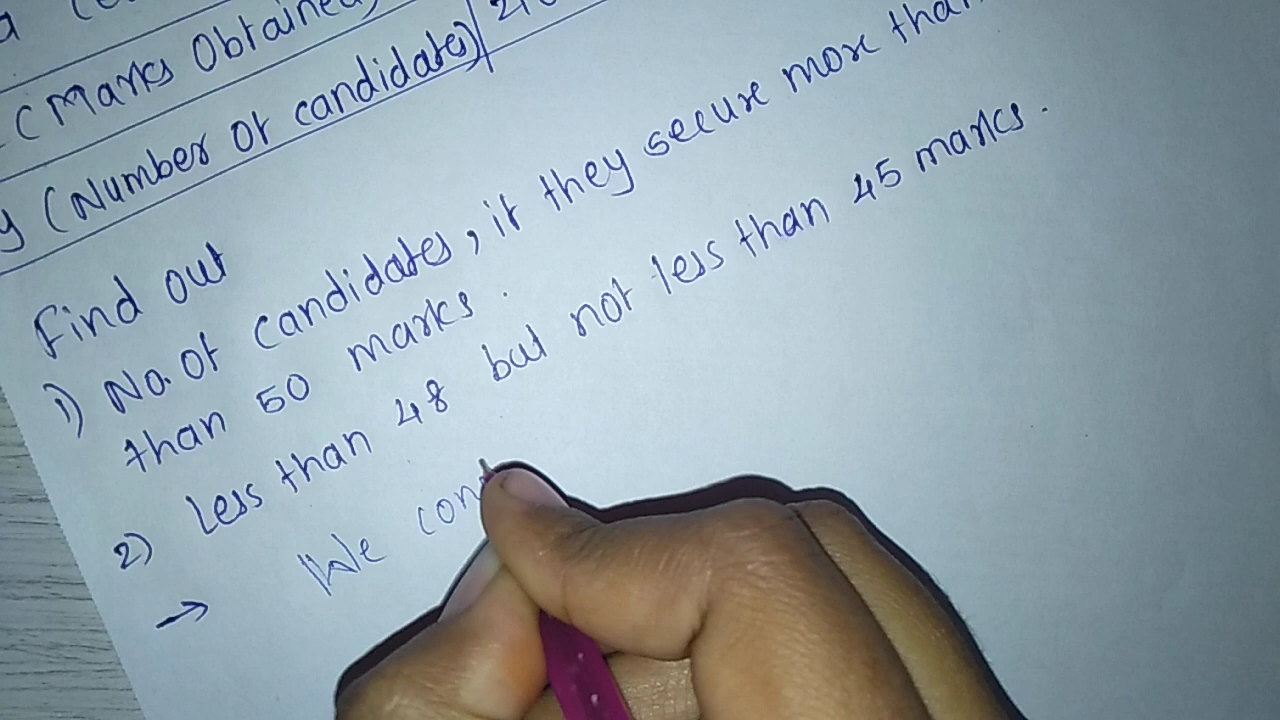 (Marks Obtained)
y (Number of candidates)
Find out
1) No. of candidates, if they secure more than
than 50 marks.
2) Less than 48 but not less than 45 marks.
→ We con